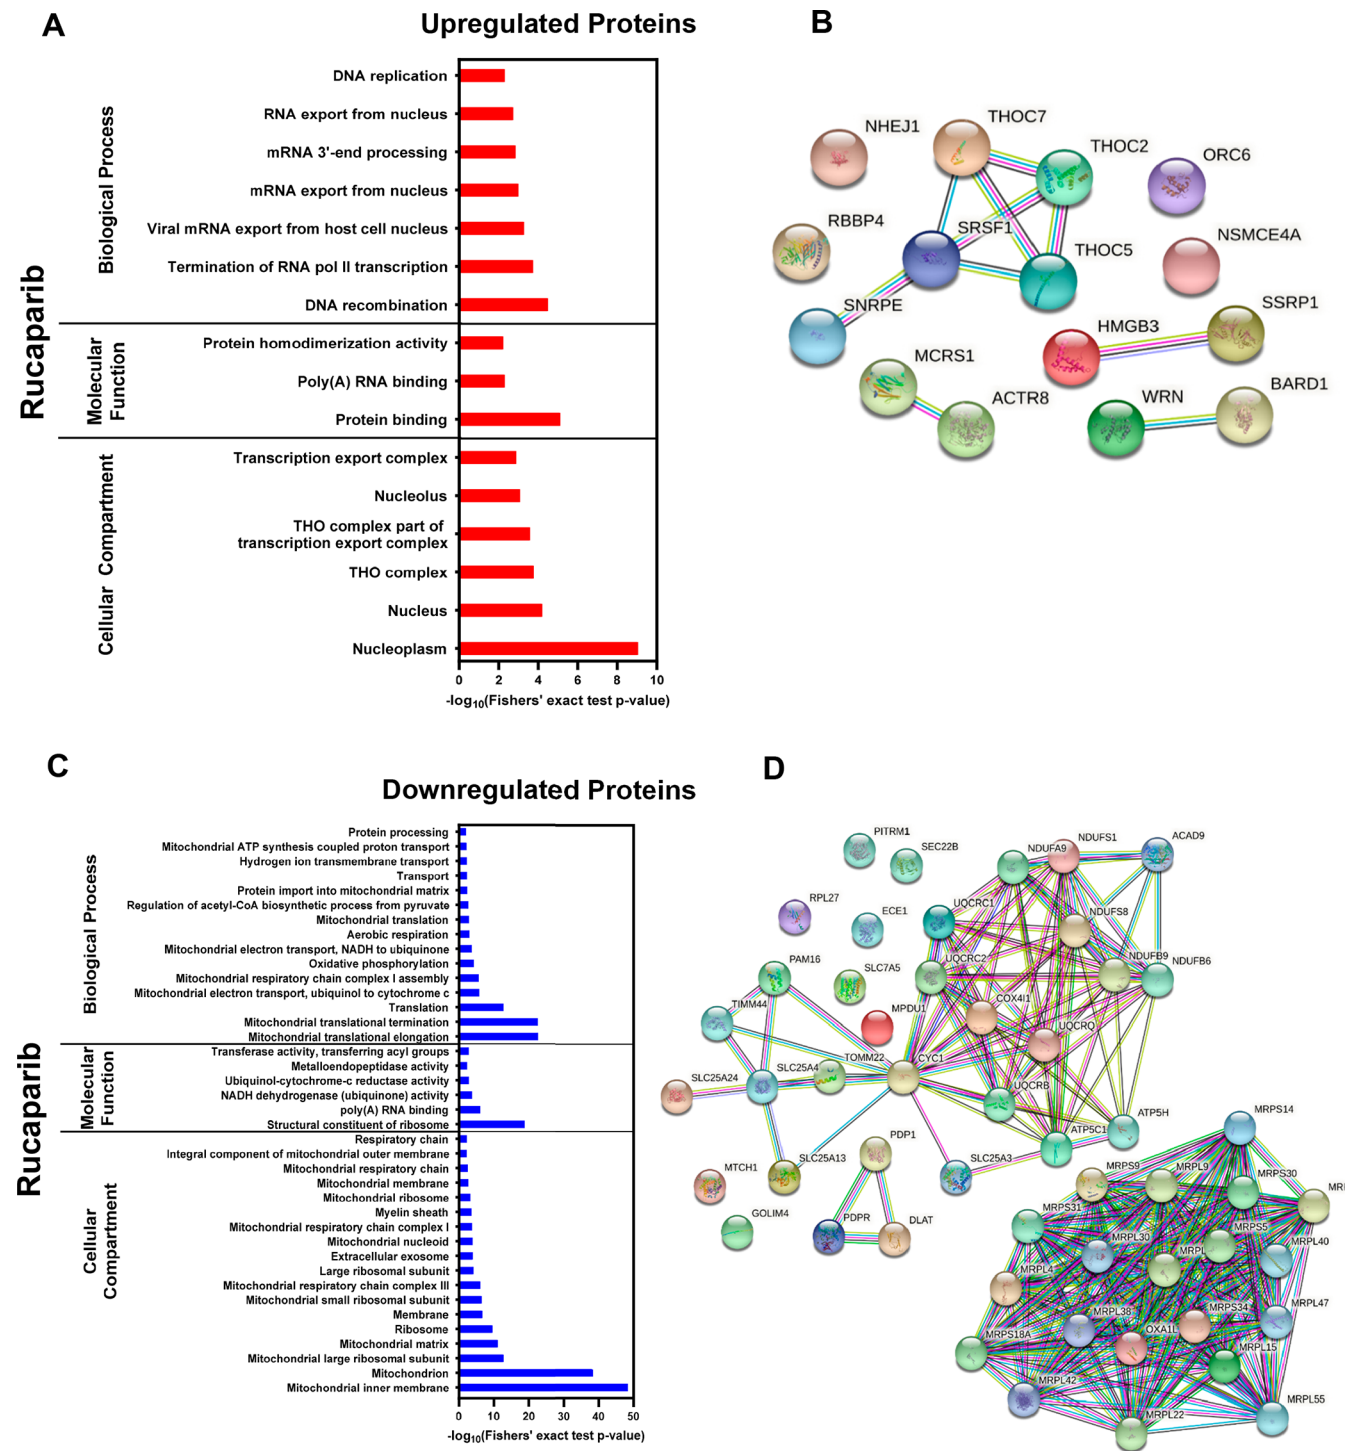 A
Upregulated Proteins
B
Rucaparib
Biological Process
DNA replication
RNA export from nucleus
mRNA 3'-end processing
mRNA export from nucleus
Viral mRNA export from host cell nucleus
Termination of RNA pol II transcription
DNA recombination
Molecular
Function
Protein homodimerization activity
Poly(A) RNA binding
Protein binding
Cellular Compartment
Transcription export complex
Nucleolus
THO complex part of
transcription export complex
THO complex
Nucleus
Nucleoplasm
0 2 4 6 8 10
-log10(Fishers' exact test p-value)
NHEJ1
THOC7
THOC2
ORC6
RBBP4
SRSF1
THOC5
NSMCE4A
SNRPE
HMGB3
SSRP1
MCRS1
ACTR8
WRN
BARD1
C
Downregulated Proteins
D
Rucaparib
Biological Process
Protein processing
Mitochondrial ATP synthesis coupled proton transport
Hydrogen ion transmembrane transport
Transport
Protein import into mitochondrial matrix
Regulation of acetyl-CoA biosynthetic process from pyruvate
Mitochondrial translation
Aerobic respiration
Mitochondrial electron transport, NADH to ubiquinone
Oxidative phosphorylation
Mitochondrial respiratory chain complex I assembly
Mitochondrial electron transport, ubiquinol to cytochrome c
Translation
Mitochondrial translational termination
Mitochondrial translational elongation
Molecular
Function
Transferase activity, transferring acyl groups
Metalloendopeptidase activity
Ubiquinol-cytochrome-c reductase activity
NADH dehydrogenase (ubiquinone) activity
poly(A) RNA binding
Structural constituent of ribosome
Cellular
Compartment
Respiratory chain
Integral component of mitochondrial outer membrane
Mitochondrial respiratory chain
Mitochondrial membrane
Mitochondrial ribosome
Myelin sheath
Mitochondrial respiratory chain complex I
Mitochondrial nucleoid
Extracellular exosome
Large ribosomal subunit
Mitochondrial respiratory chain complex III
Mitochondrial small ribosomal subunit
Membrane
Ribosome
Mitochondrial matrix
Mitochondrial large ribosomal subunit
Mitochondrion
Mitochondrial inner membrane
0 10 20 30 40 50
-log10(Fishers' exact test p-value)
PITRM1
SEC22B
NDUFA9
NDUFS1
ACAD9
RPL27
ECE1
UQCRC1
NDUFS8
PAM16
SLC7A5
UQCRC2
NDUFB9
NDUFB6
TIMM44
MPDU1
COX4I1
UQCRQ
SLC25A24
SLC25A4
TOMM22
CYC1
UQCRB
ATP5H
ATP5C1
MRPS14
PDP1
MTCH1
SLC25A13
SLC25A3
MRPS9
MRPL9
MRPS30
GOLIM4
PDPR
DLAT
MRPS31
MRPS5
MRPL30
MRPL
MRPL40
MRPL4
MRPL38
MRPS34
MRPL47
MRPS18A
OXA1L
MRPL15
MRPL42
MRPL22
MRPL55